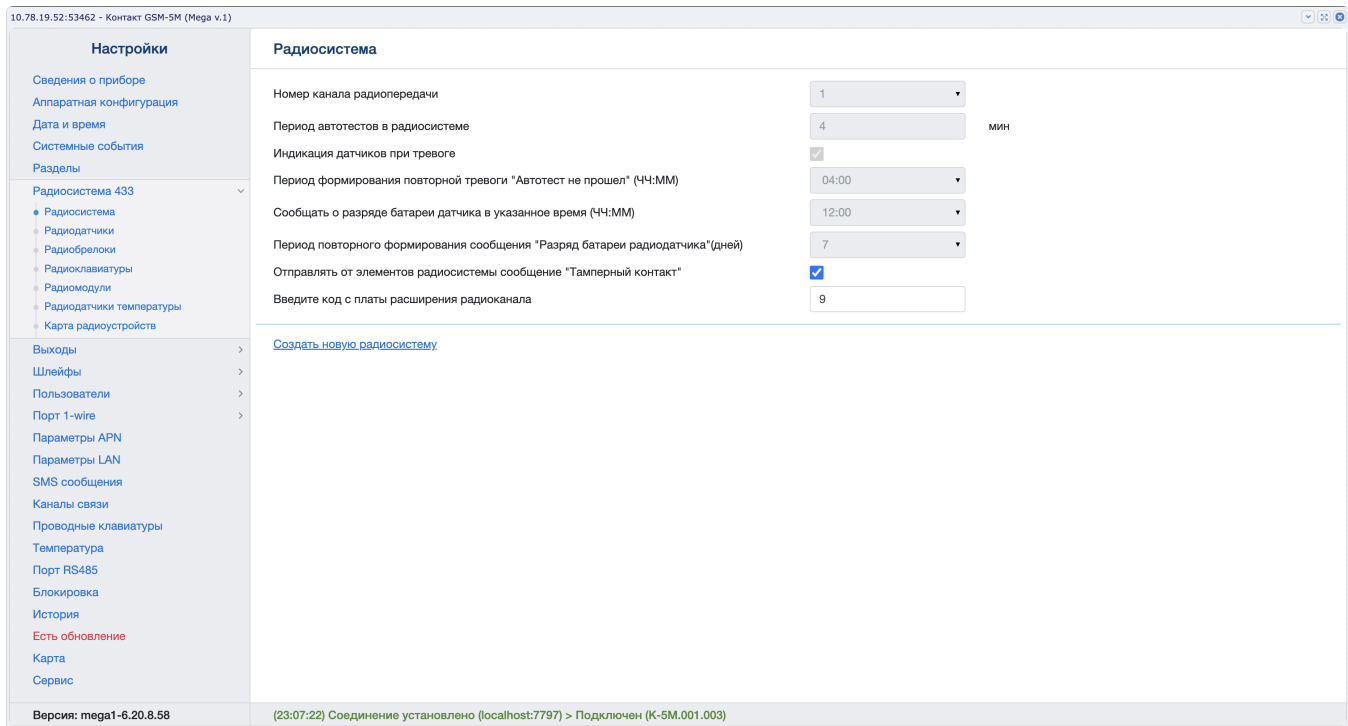 10.78.19.52:53462 - Контакт GSM-5M (Mega v.1)
Настройки
Сведения о приборе
Аппаратная конфигурация
Дата и время
Системные события
Разделы
Радиосистема 433
Радиосистема
Радиодатчики
Радиобрелоки
Радиоклавиатуры
Радиомодули
Радиодатчики температуры
Карта радиоустройств
Выходы
Шлейфы
Пользователи
Порт 1-wire
Параметры APN
Параметры LAN
SMS сообщения
Каналы связи
Проводные клавиатуры
Температура
Порт RS485
Блокировка
История
Есть обновление
Карта
Сервис
Версия: mega1-6.20.8.58
Радиосистема
Номер канала радиопередачи 1
Период автотестов в радиосистеме 4 мин
Индикация датчиков при тревоге
Период формирования повторной тревоги "Автотест не прошел" (ЧЧ:ММ) 04:00
Сообщать о разряде батареи датчика в указанное время (ЧЧ:ММ) 12:00
Период повторного формирования сообщения "Разряд батареи радиодатчика"(дней) 7
Отправлять от элементов радиосистемы сообщение "Тамперный контакт"
Введите код с платы расширения радиоканала 9
Создать новую радиосистему
(23:07:22) Соединение установлено (localhost:7797) > Подключен (K-5M.001.003)